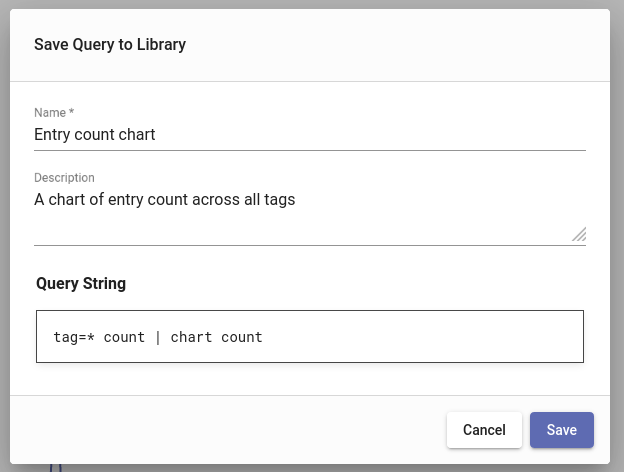 Save Query to Library
Name *
Entry count chart
Description
A chart of entry count across all tags
Query String
tag=* count | chart count
Cancel
Save